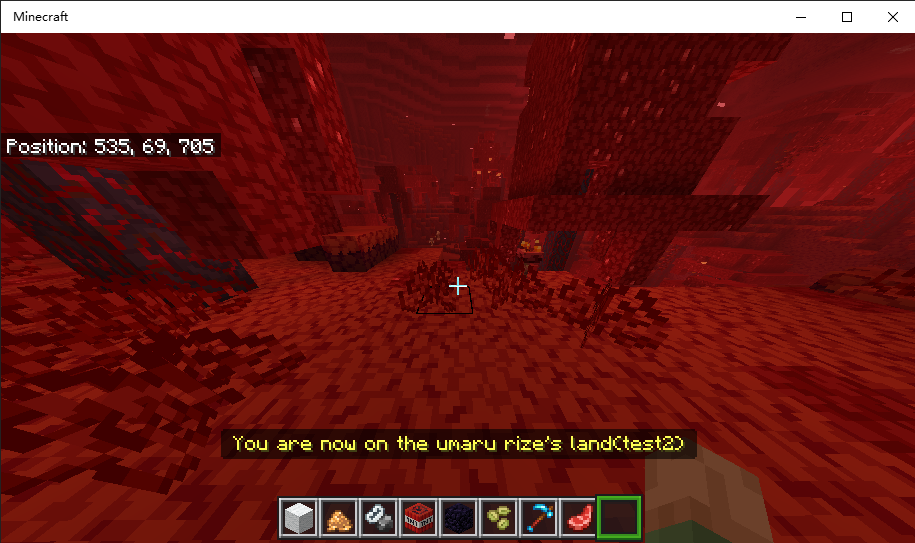 Minecraft
Position: 535, 69, 705
You are now on the umaru rize's land(test2)